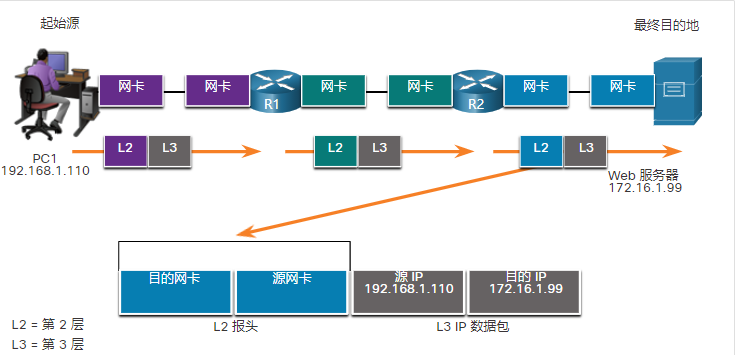 起始源
最终目的地
网卡
网卡
R1
网卡
网卡
R2
网卡
网卡
L2
L3
L2
L3
L2
L3
PC1
192.168.1.110
Web 服务器
172.16.1.99
目的网卡
源网卡
源 IP
192.168.1.110
目的 IP
172.16.1.99
L2 = 第 2 层
L2 报头
L3 IP 数据包
L3 = 第 3 层